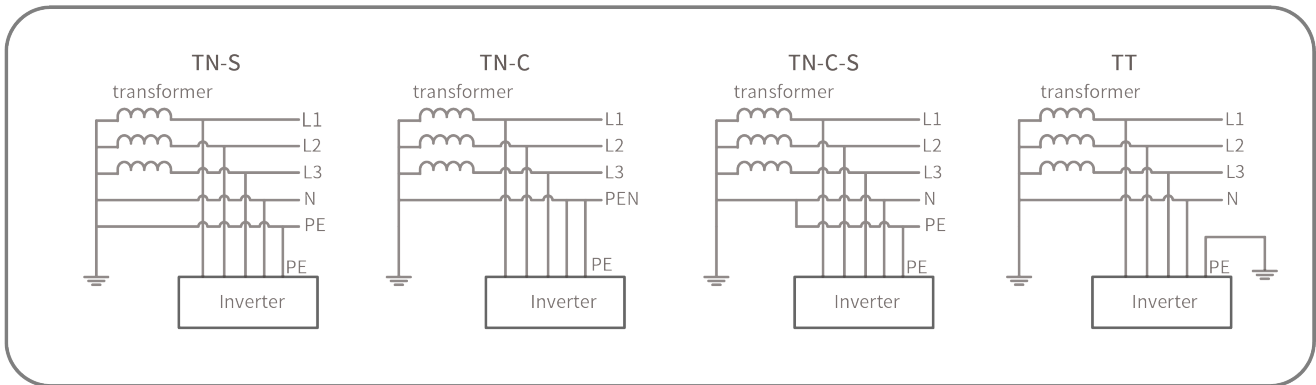 TN-S
transformer
L1
L2
L3
N
PE
PE
Inverter
TN-C
transformer
L1
L2
L3
PEN
PE
Inverter
TN-C-S
transformer
L1
L2
L3
N
PE
PE
Inverter
TT
transformer
L1
L2
L3
N
PE
Inverter